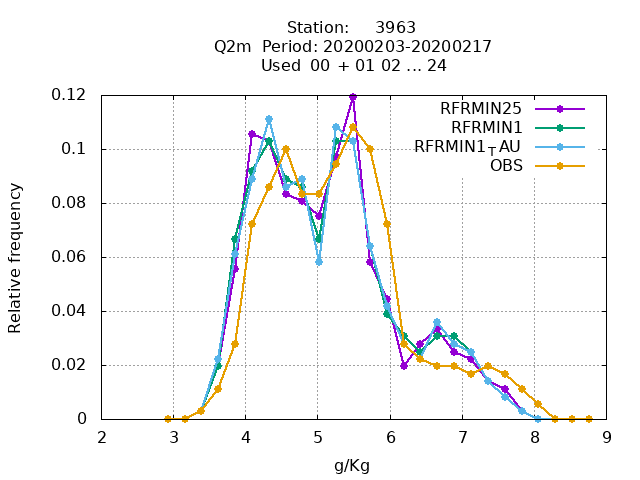 Station:     3963
Q2m  Period: 20200203-20200217
Used  00  + 01 02 ... 24
RFRMIN25
RFRMIN1
RFRMIN1TAU
OBS
Relative frequency
0.12
0.1
0.08
0.06
0.04
0.02
0
2 3 4 5 6 7 8 9
g/Kg